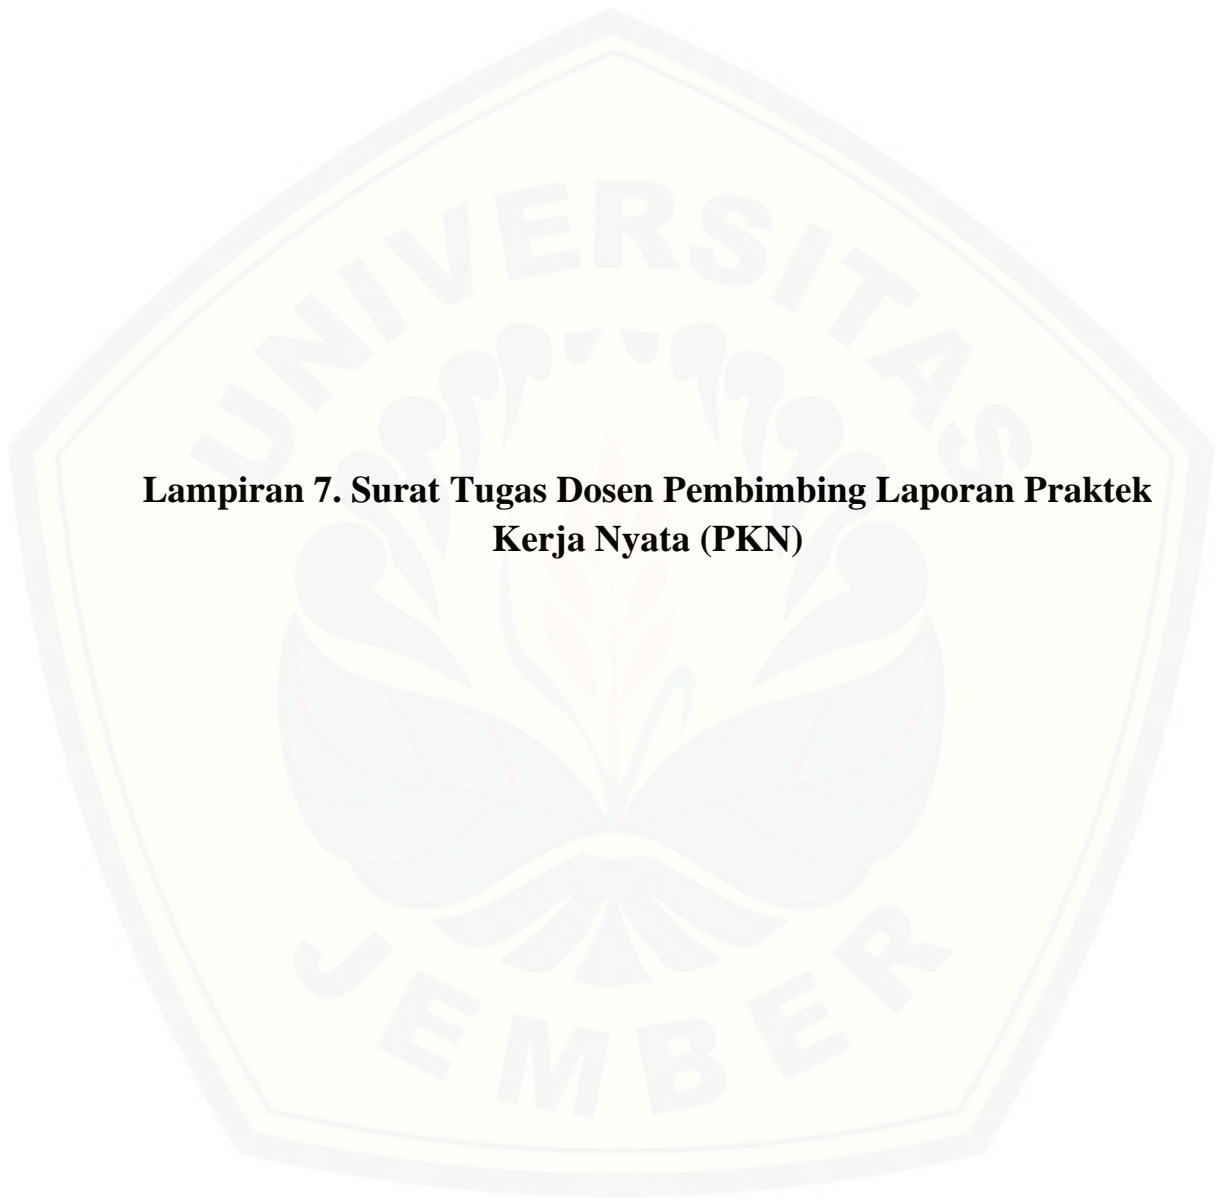 UNIVERSITAS
Lampiran 7. Surat Tugas Dosen Pembimbing Laporan Praktek
Kerja Nyata (PKN)
JEMBER